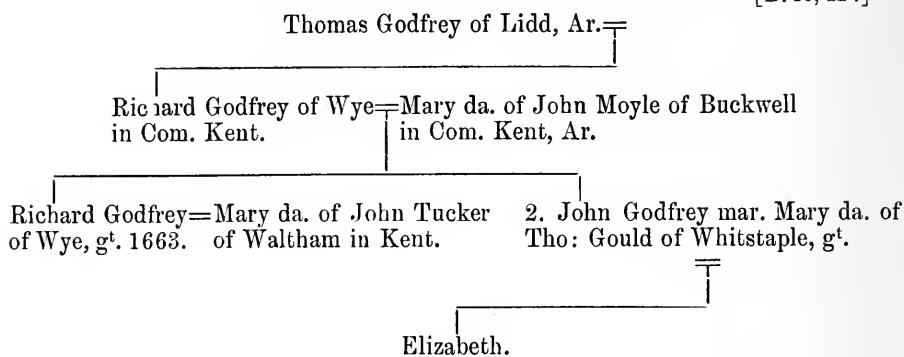 Thomas Godfrey of Lidd, Ar.
Richard Godfrey of Wye=Mary da. of John Moyle of Buckwell
in Com. Kent. in Com. Kent, Ar.
Richard Godfrey=Mary da. of John Tucker 2. John Godfrey mar. Mary da. of
of Wye, gt. 1663. of Waltham in Kent. Tho: Gould of Whitstaple, gt.
Elizabeth.